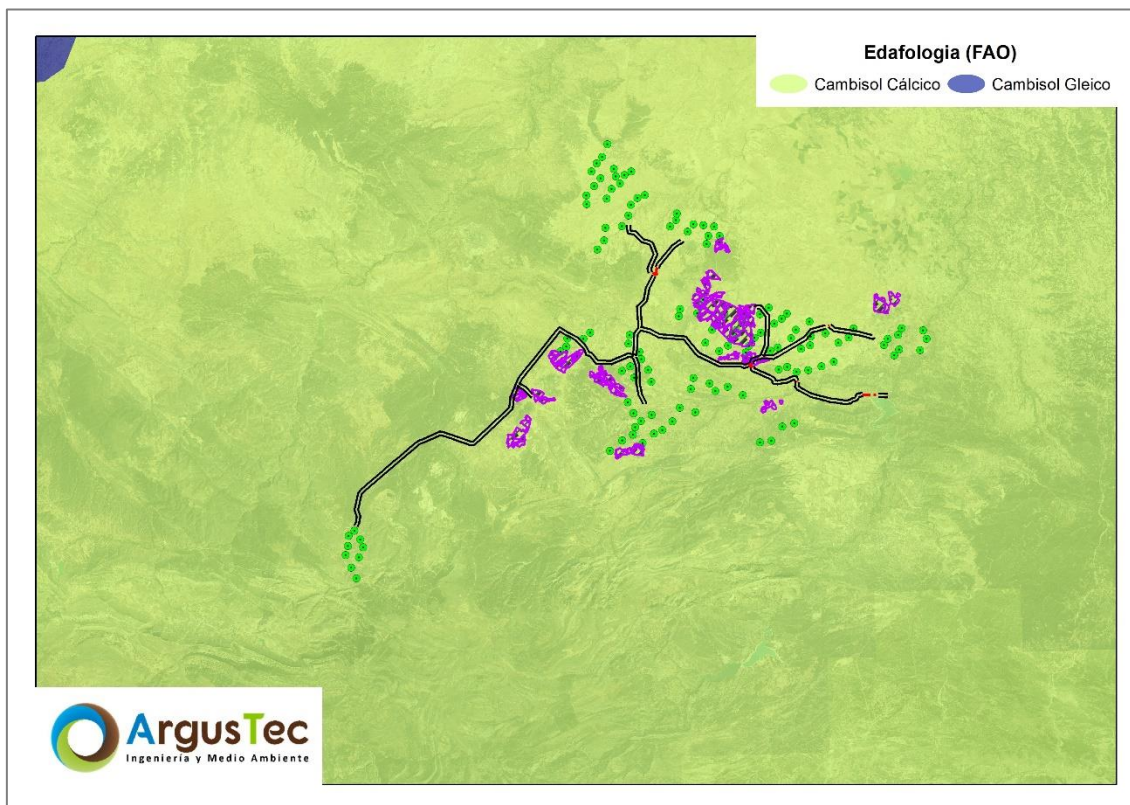 Edafologia (FAO)
Cambisol Cálcico Cambisol Gleico
ArgusTec
Ingeniería y Medio Ambiente